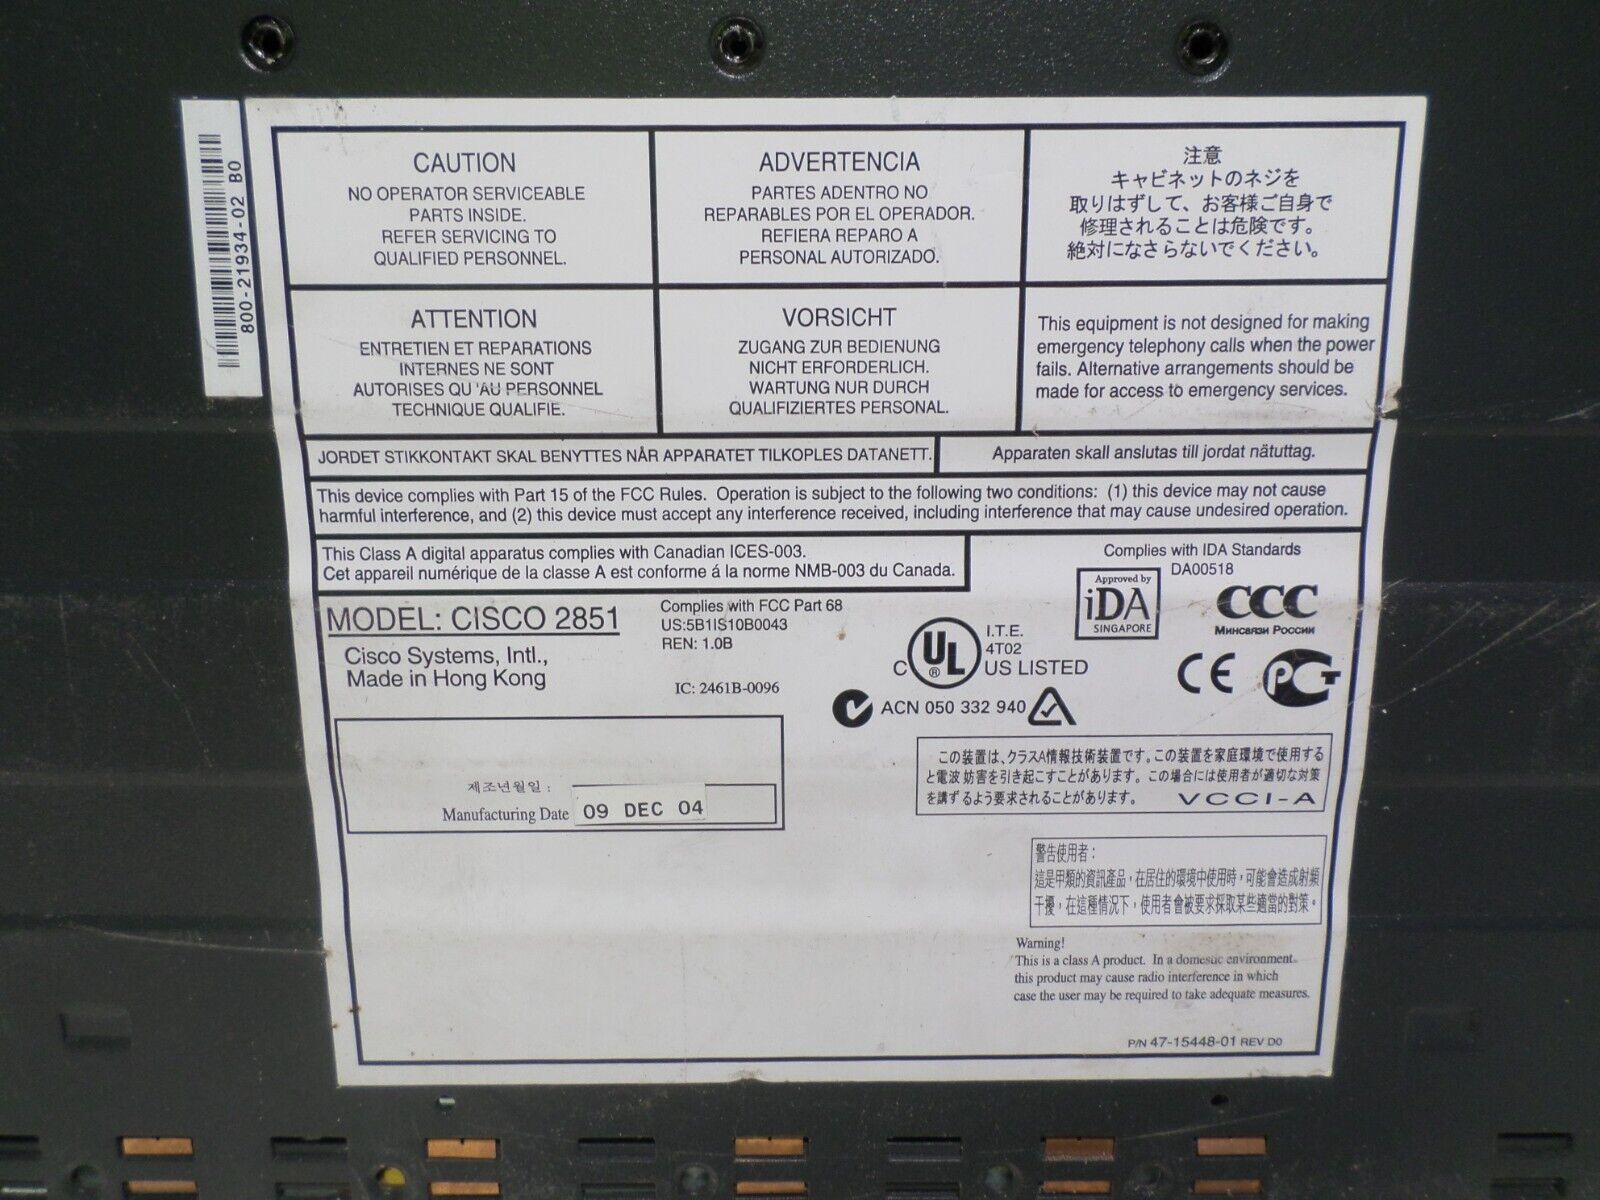 800-21934-02 B0
CAUTION
NO OPERATOR SERVICEABLE
PARTS INSIDE.
REFER SERVICING TO
QUALIFIED PERSONNEL.
ADVERTENCIA
PARTES ADENTRO NO
REPARABLES POR EL OPERADOR.
REFIERA REPARO A
PERSONAL AUTORIZADO.
注意
キャビネットのネジを
取りはずして、お客様ご自身で
修理されることは危険です。
絶対になさらないでください。
ATTENTION
ENTRETIEN ET REPARATIONS
INTERNES NE SONT
AUTORISES QU 'AU PERSONNEL
TECHNIQUE QUALIFIE.
VORSICHT
ZUGANG ZUR BEDIENUNG
NICHT ERFORDERLICH.
WARTUNG NUR DURCH
QUALIFIZIERTES PERSONAL.
This equipment is not designed for making
emergency telephony calls when the power
fails. Alternative arrangements should be
made for access to emergency services.
JORDET STIKKONTAKT SKAL BENYTTES NÅR APPARATET TILKOPLES DATANETT.
Apparaten skall anslutas till jordat nätuttag.
This device complies with Part 15 of the FCC Rules. Operation is subject to the following two conditions: (1) this device may not cause
harmful interference, and (2) this device must accept any interference received, including interference that may cause undesired operation.
This Class A digital apparatus complies with Canadian ICES-003.
Cet appareil numérique de la classe A est conforme á la norme NMB-003 du Canada.
Complies with IDA Standards
DA00518
MODEL: CISCO 2851
Cisco Systems, Intl.,
Made in Hong Kong
Complies with FCC Part 68
US:5B1IS10B0043
REN: 1.0B
IC: 2461B-0096
C UL ® US LISTED
I.T.E.
4T02
Approved by
iDA
SINGAPORE
CCC
Минсвязи России
CE
PCT
ACN 050 332 940
제조년월일 :
Manufacturing Date 09 DEC 04
この装置は、クラスA情報技術装置です。この装置を家庭環境で使用する
と電波妨害を引き起こすことがあります。この場合には使用者が適切な対策
を講ずるよう要求されることがあります。 VCCI-A
警告使用者：
這是甲類的資訊產品，在居住的環境中使用時，可能會造成射頻
干擾，在這種情況下，使用者會被要求採取某些適當的對策。
Warning!
This is a class A product. In a domestic environment
this product may cause radio interference in which
case the user may be required to take adequate measures.
P/N 47-15448-01 REV D0